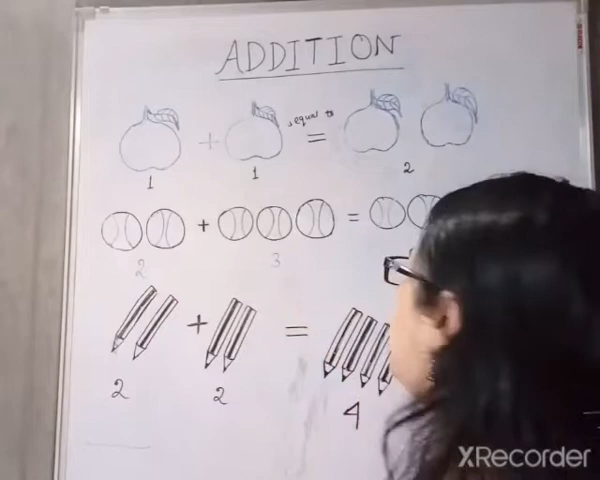 ADDITION
+ equal to =
1 1 2
+ =
2 3
+ =
2 2 4
XRecorder